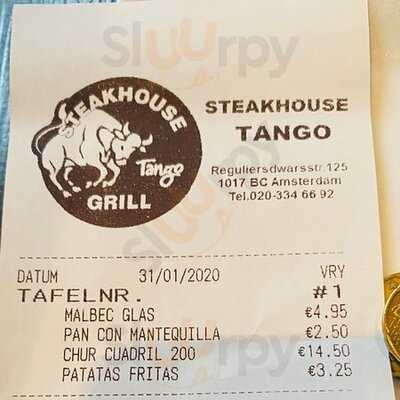 Sluurpy
STEAKHOUSE
Tango
GRILL
STEAKHOUSE
TANGO
Reguliersdwarsstr.125
1017 BC Amsterdam
Tel.020-334 66 92
DATUM 31/01/2020 VRY
TAFELNR. #1
MALBEC GLAS €4.95
PAN CON MANTEQUILLA €2.50
CHUR CUADRIL 200 €14.50
PATATAS FRITAS €3.25